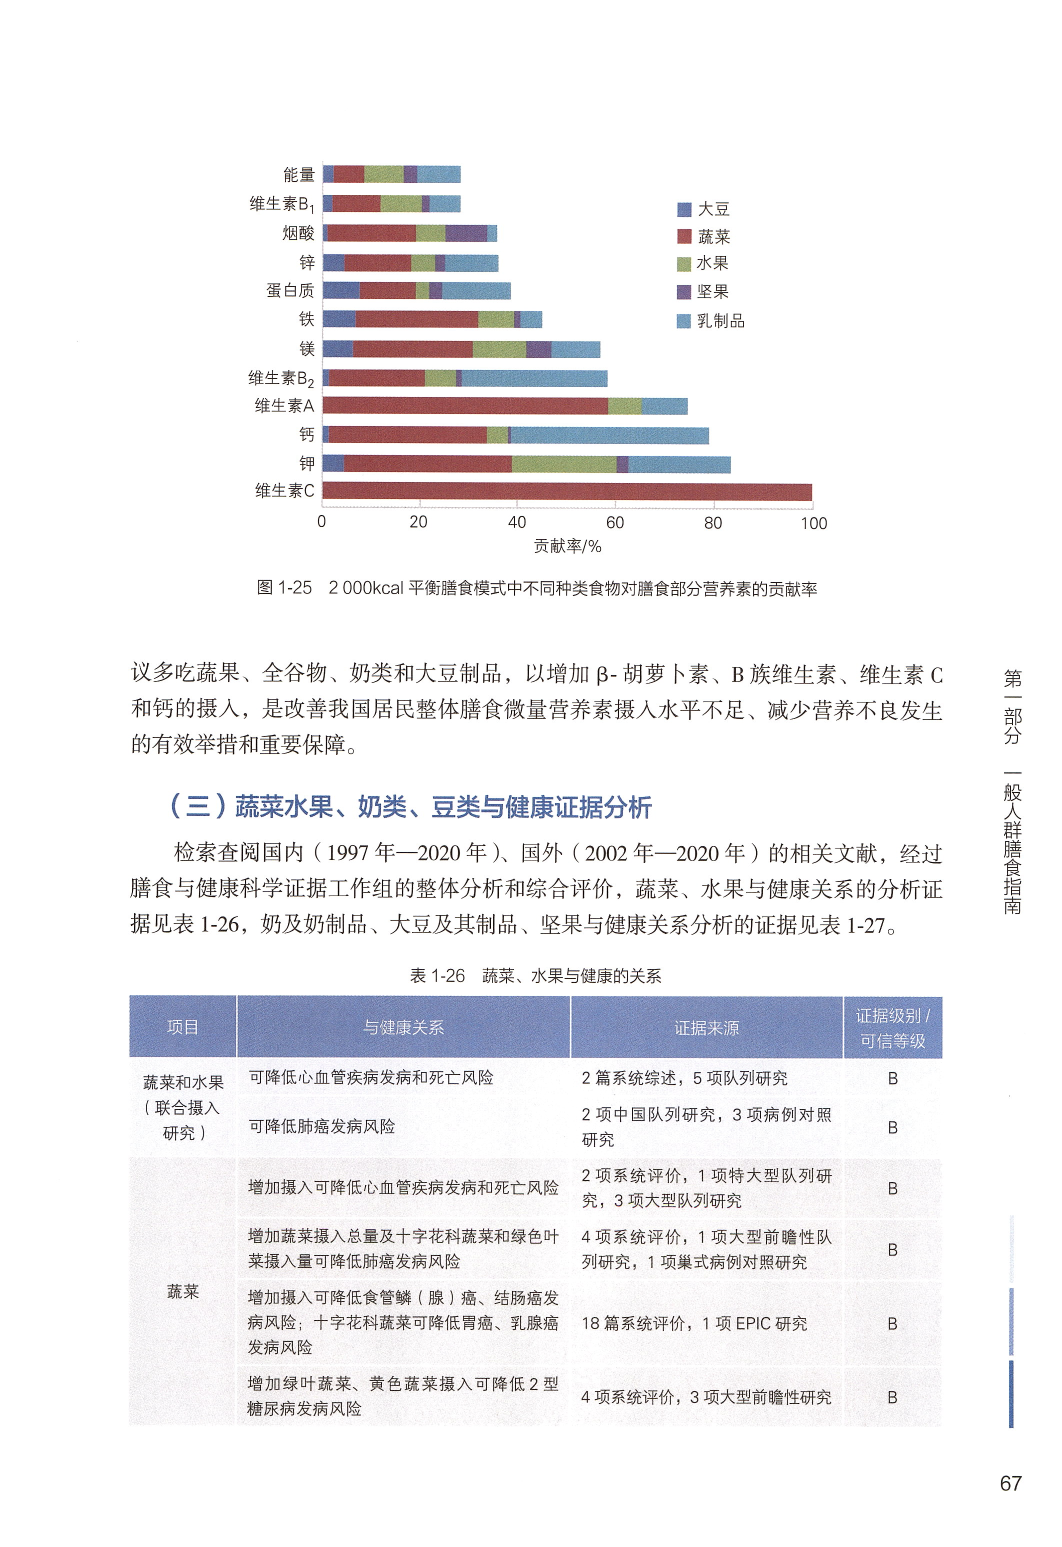 能量
维生素B1
烟酸
锌
蛋白质
铁
镁
维生素B2
维生素A
钙
钾
维生素C
大豆
蔬菜
水果
坚果
乳制品
0 20 40 60 80 100
贡献率/%
图 1-25 2 000kcal 平衡膳食模式中不同种类食物对膳食部分营养素的贡献率
议多吃蔬果、全谷物、奶类和大豆制品，以增加 β- 胡萝卜素、B 族维生素、维生素 C
和钙的摄入，是改善我国居民整体膳食微量营养素摄入水平不足、减少营养不良发生
的有效举措和重要保障。
（三）蔬菜水果、奶类、豆类与健康证据分析
检索查阅国内（1997 年—2020 年）、国外（2002 年—2020 年）的相关文献，经过
膳食与健康科学证据工作组的整体分析和综合评价，蔬菜、水果与健康关系的分析证
据见表 1-26，奶及奶制品、大豆及其制品、坚果与健康关系分析的证据见表 1-27。
表 1-26 蔬菜、水果与健康的关系
项目
与健康关系
证据来源
证据级别 /
可信等级
蔬菜和水果
（联合摄入
研究）
可降低心血管疾病发病和死亡风险
2 篇系统综述，5 项队列研究
B
可降低肺癌发病风险
2 项中国队列研究，3 项病例对照
研究
B
蔬菜
增加摄入可降低心血管疾病发病和死亡风险
2 项系统评价，1 项特大型队列研
究，3 项大型队列研究
B
增加蔬菜摄入总量及十字花科蔬菜和绿色叶
菜摄入量可降低肺癌发病风险
4 项系统评价，1 项大型前瞻性队
列研究，1 项巢式病例对照研究
B
增加摄入可降低食管鳞（腺）癌、结肠癌发
病风险；十字花科蔬菜可降低胃癌、乳腺癌
发病风险
18 篇系统评价，1 项 EPIC 研究
B
增加绿叶蔬菜、黄色蔬菜摄入可降低 2 型
糖尿病发病风险
4 项系统评价，3 项大型前瞻性研究
B
第一部分 一般人群膳食指南
67